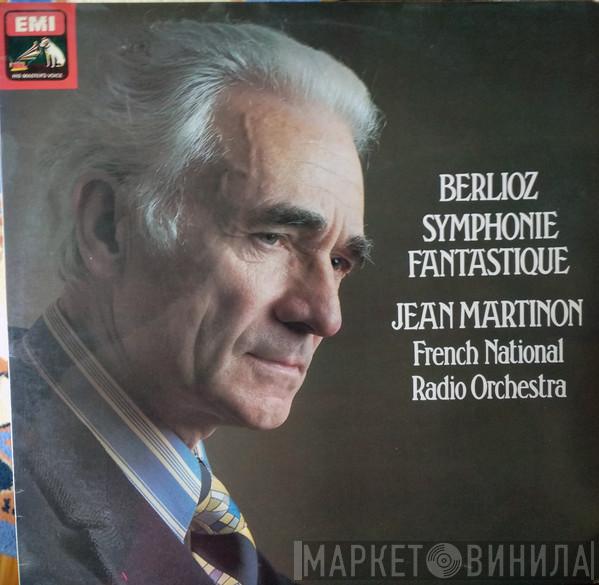 EMI
HIS MASTER'S VOICE
BERLIOZ
SYMPHONIE
FANTASTIQUE
JEAN MARTINON
French National
Radio Orchestra
МАРКЕТ ВИНИЛА